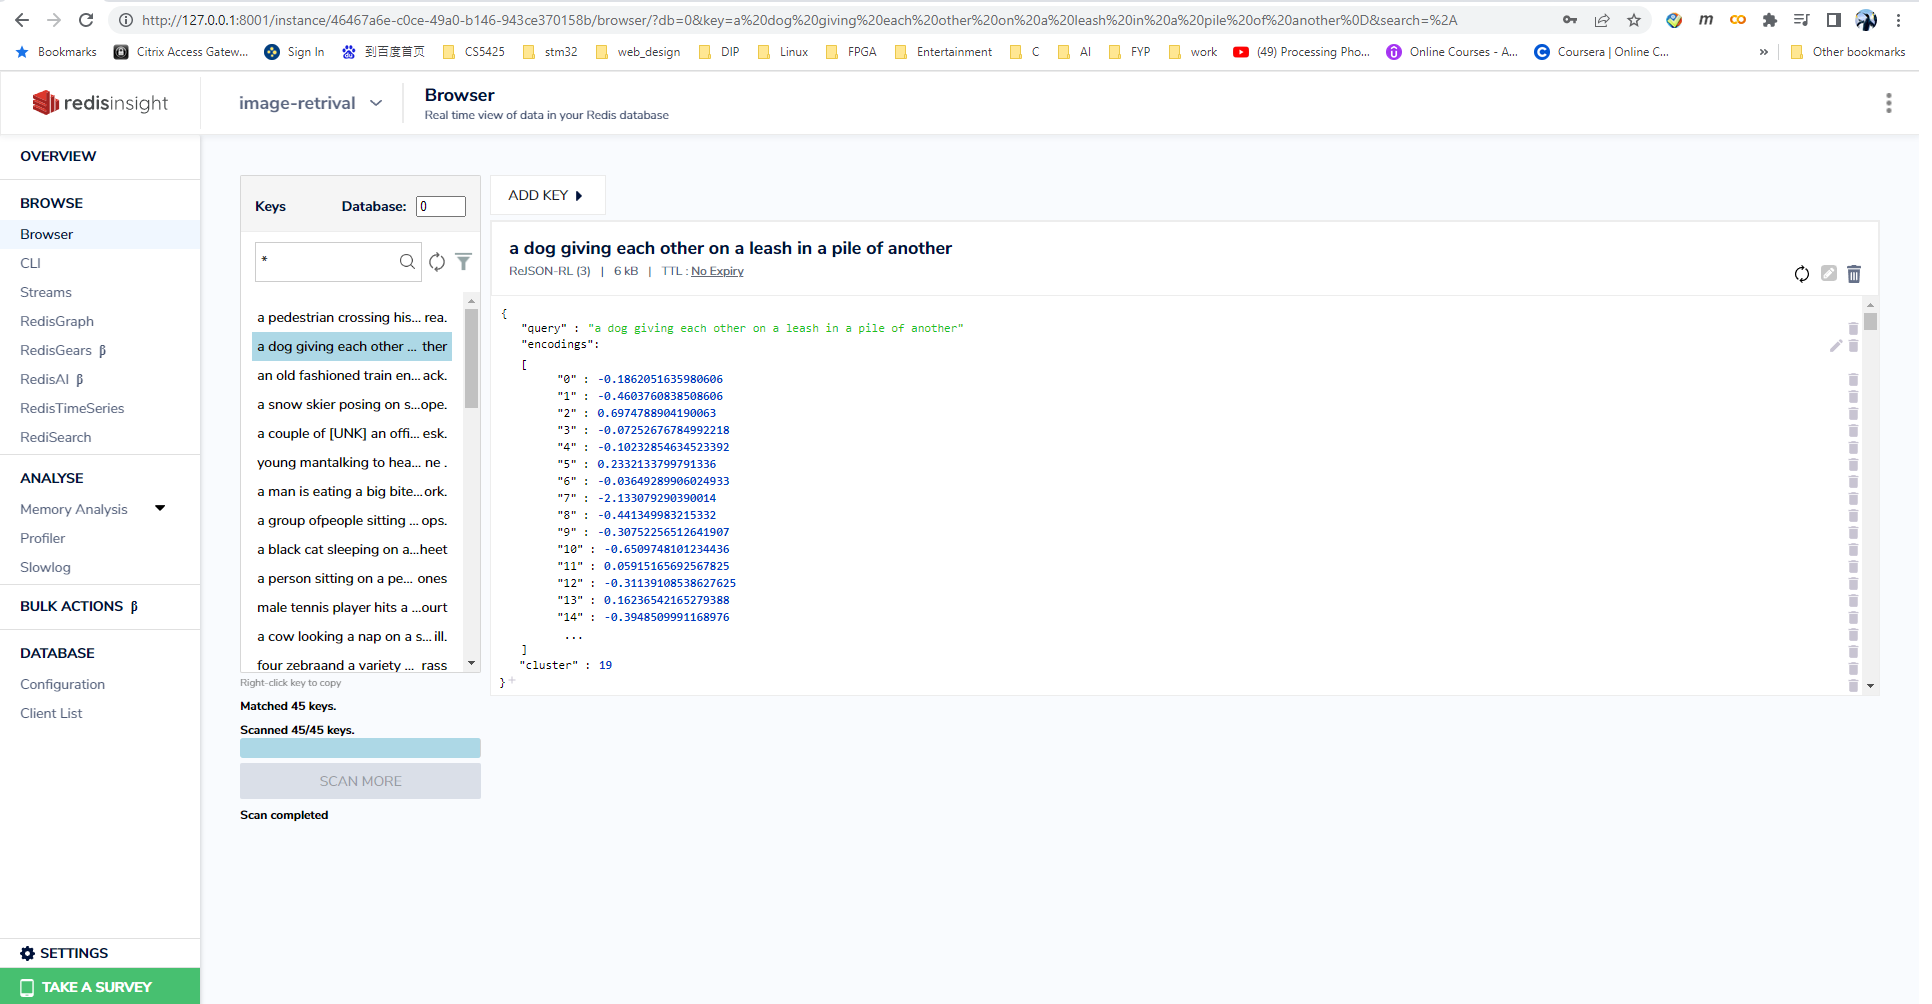 http://127.0.0.1:8001/instance/46467a6e-c0ce-49a0-b146-943ce370158b/browser/?db=0&key=a%20dog%20giving%20each%20other%20on%20a%20leash%20in%20a%20pile%20of%20another%0D&search=%2A
Bookmarks Citrix Access Gatew... Sign In 到百度首页 CS5425 stm32 web_design DIP Linux FPGA Entertainment C AI FYP work (49) Processing Pho... Online Courses - A... Coursera | Online C... » Other bookmarks
redisinsight
image-retrival
Browser
Real time view of data in your Redis database
OVERVIEW
BROWSE
Browser
CLI
Streams
RedisGraph
RedisGears β
RedisAI β
RedisTimeSeries
RediSearch
ANALYSE
Memory Analysis
Profiler
Slowlog
BULK ACTIONS β
DATABASE
Configuration
Client List
SETTINGS
TAKE A SURVEY
Keys Database: 0
*
a pedestrian crossing his... rea.
a dog giving each other ... ther
an old fashioned train en... ack.
a snow skier posing on s...ope.
a couple of [UNK] an offi... esk.
young mantalking to hea... ne .
a man is eating a big bite...ork.
a group ofpeople sitting ... ops.
a black cat sleeping on a...heet
a person sitting on a pe... ones
male tennis player hits a ...ourt
a cow looking a nap on a s... ill.
four zebraand a variety ... rass
Right-click key to copy
Matched 45 keys.
Scanned 45/45 keys.
SCAN MORE
Scan completed
ADD KEY
a dog giving each other on a leash in a pile of another
ReJSON-RL (3) | 6 kB | TTL : No Expiry
{
"query" : "a dog giving each other on a leash in a pile of another"
"encodings":
[
"0" : -0.1862051635980606
"1" : -0.4603760838508606
"2" : 0.6974788904190063
"3" : -0.07252676784992218
"4" : -0.10232854634523392
"5" : 0.2332133799791336
"6" : -0.03649289906024933
"7" : -2.133079290390014
"8" : -0.441349983215332
"9" : -0.30752256512641907
"10" : -0.6509748101234436
"11" : 0.05915165692567825
"12" : -0.31139108538627625
"13" : 0.16236542165279388
"14" : -0.3948509991168976
...
]
"cluster" : 19
} +